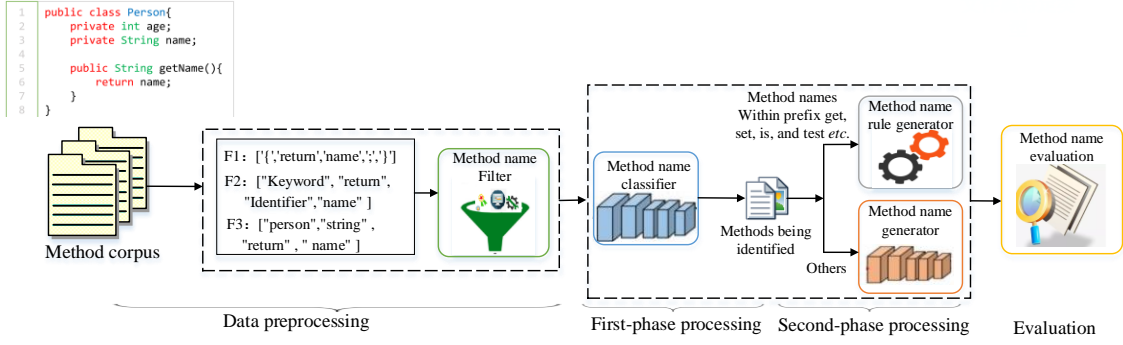 1 public class Person{
2 private int age;
3 private String name;
4
5 public String getName(){
6 return name;
7 }
8 }
Method corpus
F1：['{','return','name',';','}']
F2：["Keyword", "return",
"Identifier","name" ]
F3：["person","string" ,
"return" , " name" ]
Method name
Filter
Method name
classifier
Methods being
identified
Method names
Within prefix get,
set, is, and test etc.
Others
Method name
rule generator
Method name
generator
Method name
evaluation
Data preprocessing
First-phase processing
Second-phase processing
Evaluation